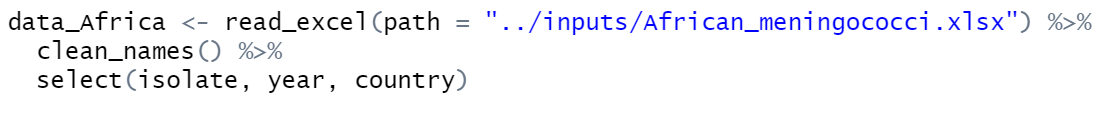 data_Africa <- read_excel(path = "../inputs/African_meningococci.xlsx") %>%
  clean_names() %>%
  select(isolate, year, country)